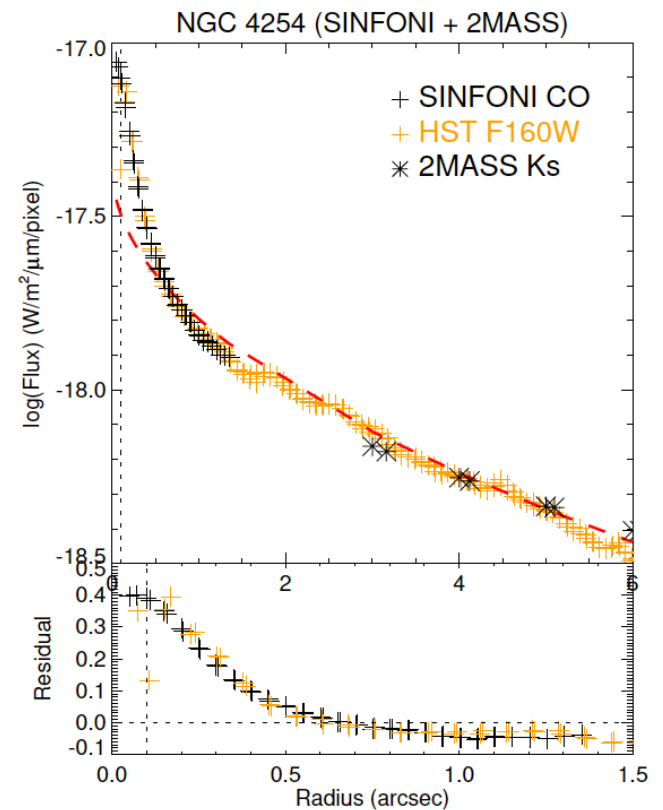 NGC 4254 (SINFONI + 2MASS)
-17.0
SINFONI CO
HST F160W
2MASS Ks
-17.5
log(Flux) (W/m²/μm/pixel)
-18.0
-18.5
0 2 4 6
0.5
0.4
0.3
0.2
0.1
0.0
-0.1
Residual
0.0 0.5 1.0 1.5
Radius (arcsec)